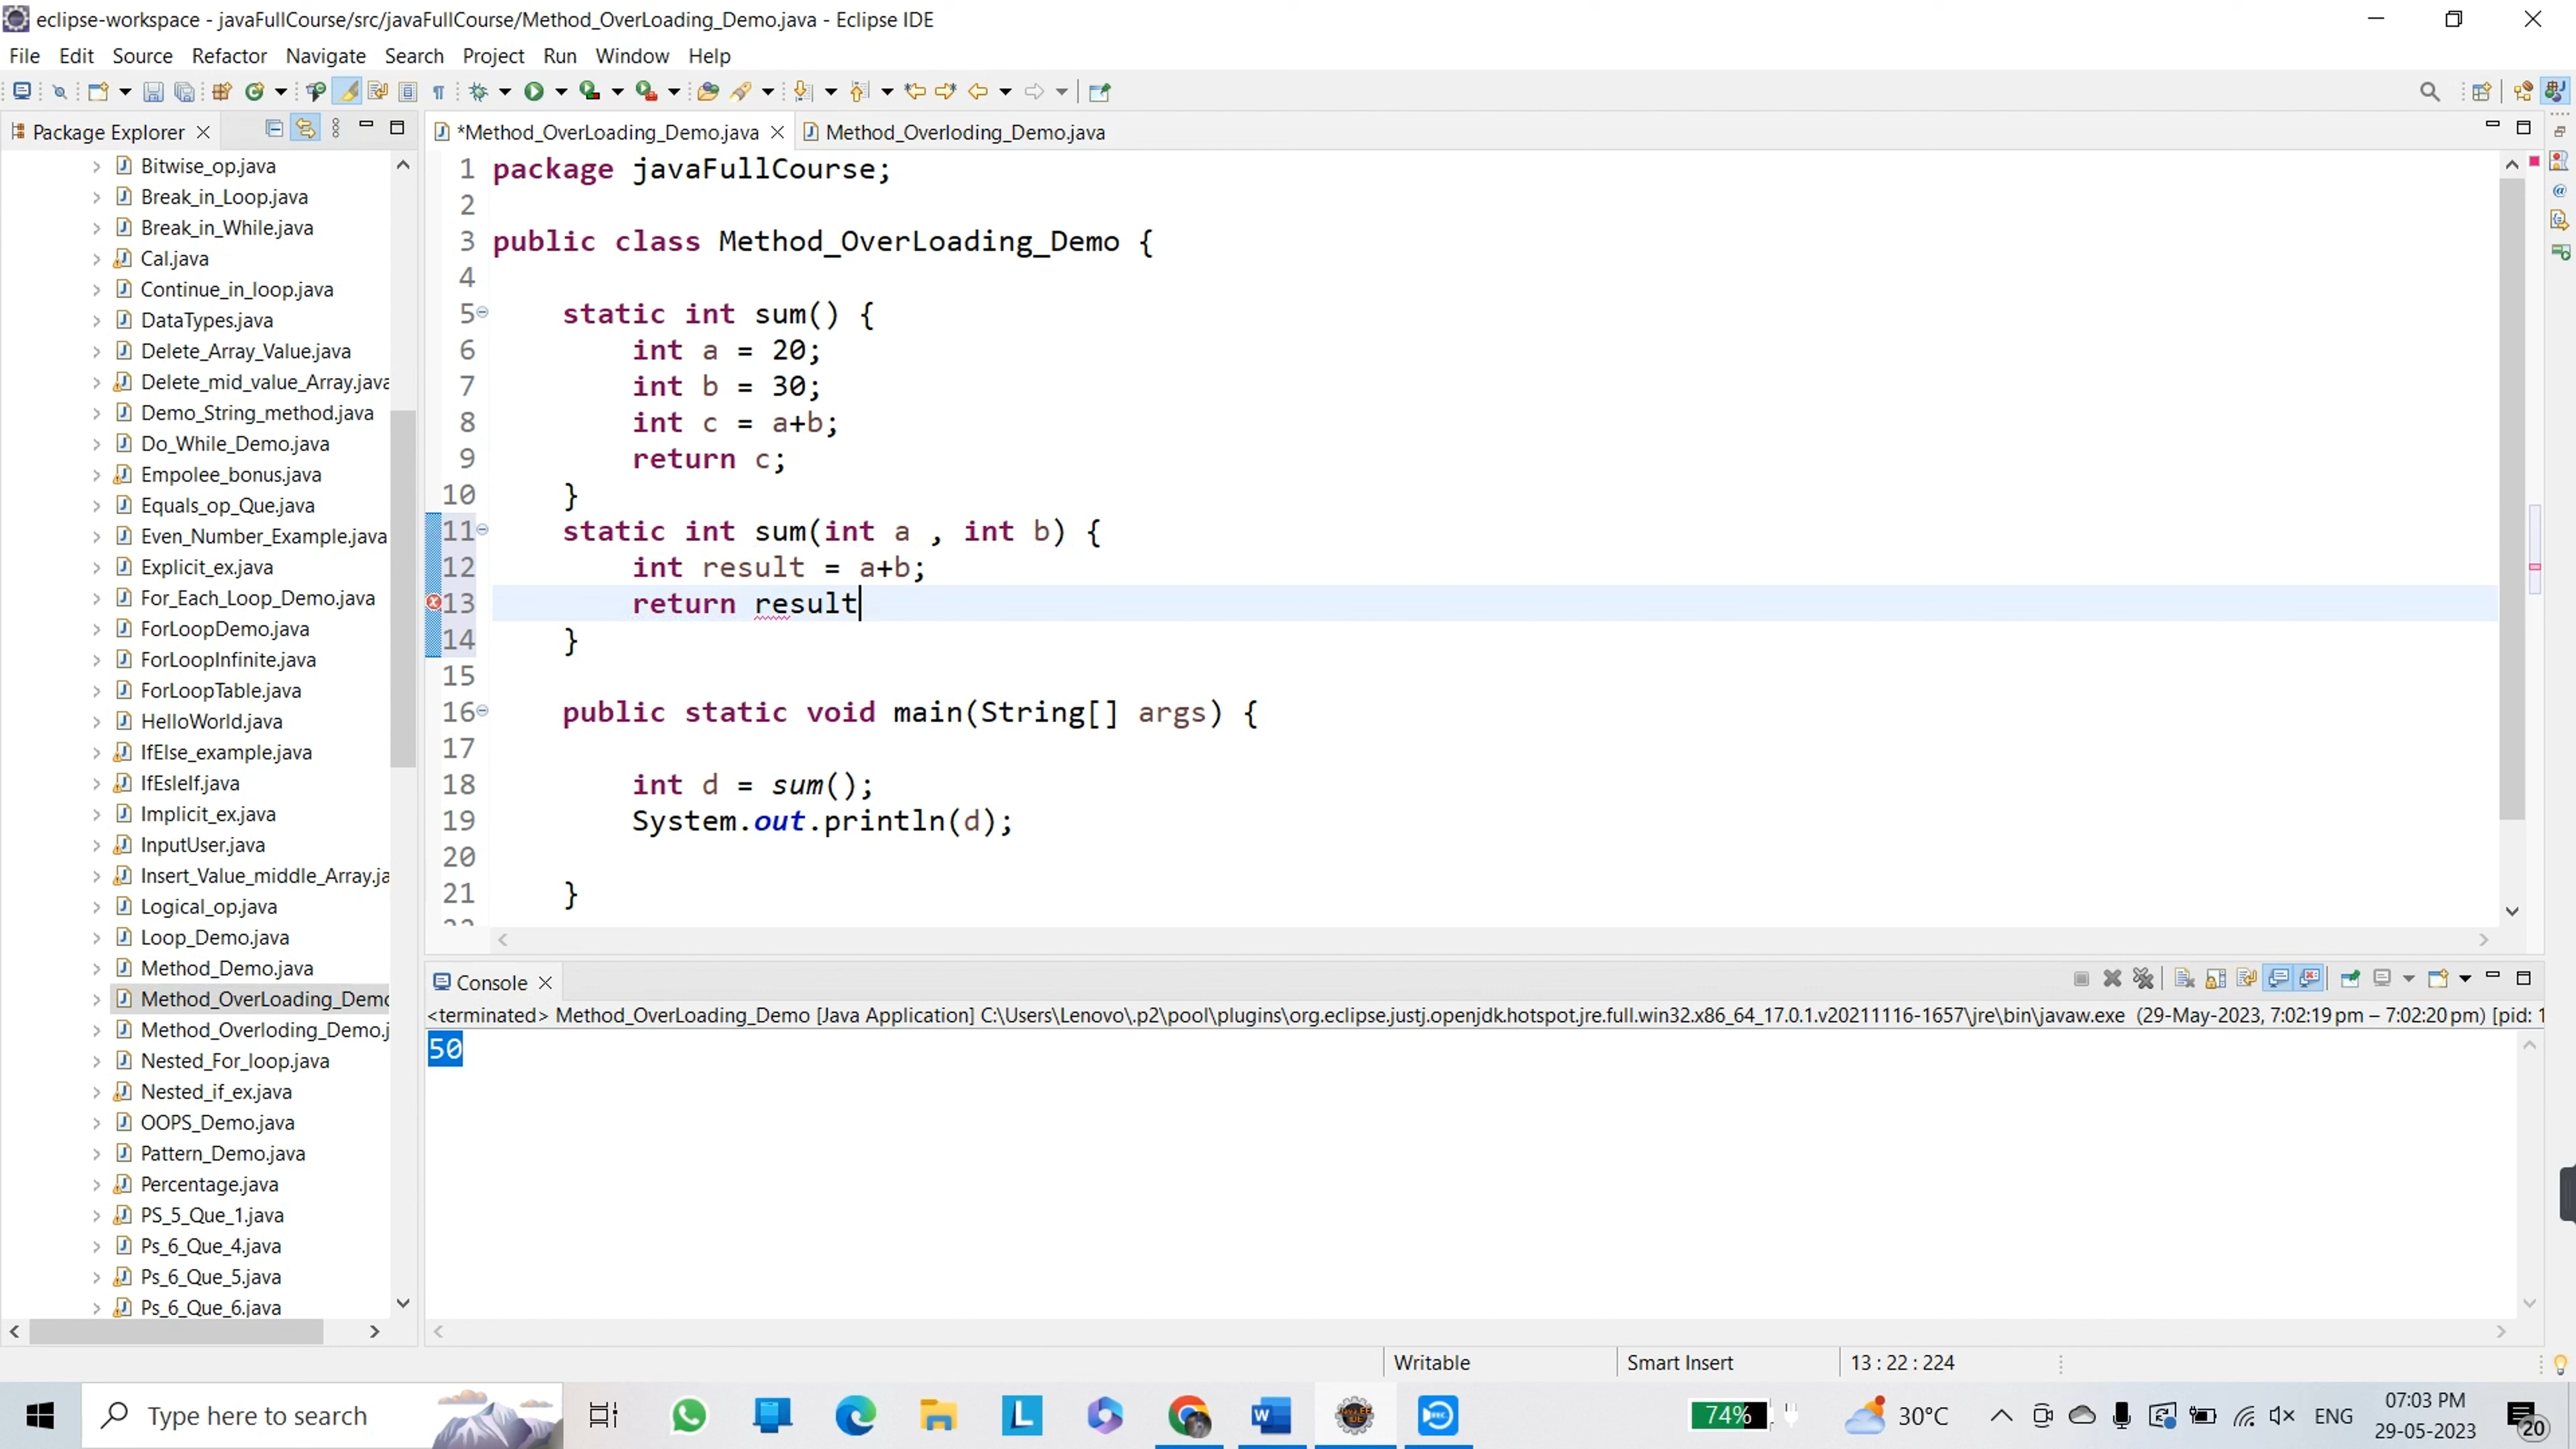 eclipse-workspace - javaFullCourse/src/javaFullCourse/Method_OverLoading_Demo.java - Eclipse IDE
File Edit Source Refactor Navigate Search Project Run Window Help
Package Explorer
*Method_OverLoading_Demo.java
Method_Overloding_Demo.java
Bitwise_op.java
Break_in_Loop.java
Break_in_While.java
Cal.java
Continue_in_loop.java
DataTypes.java
Delete_Array_Value.java
Delete_mid_value_Array.java
Demo_String_method.java
Do_While_Demo.java
Empolee_bonus.java
Equals_op_Que.java
Even_Number_Example.java
Explicit_ex.java
For_Each_Loop_Demo.java
ForLoopDemo.java
ForLoopInfinite.java
ForLoopTable.java
HelloWorld.java
IfElse_example.java
IfEslelf.java
Implicit_ex.java
InputUser.java
Insert_Value_middle_Array.ja
Logical_op.java
Loop_Demo.java
Method_Demo.java
Method_OverLoading_Demo
Method_Overloding_Demo.j
Nested_For_loop.java
Nested_if_ex.java
OOPS_Demo.java
Pattern_Demo.java
Percentage.java
PS_5_Que_1.java
Ps_6_Que_4.java
Ps_6_Que_5.java
Ps_6_Que_6.java
1 package javaFullCourse;
2
3 public class Method_OverLoading_Demo {
4
5 static int sum() {
6 int a = 20;
7 int b = 30;
8 int c = a+b;
9 return c;
10 }
11 static int sum(int a , int b) {
12 int result = a+b;
13 return result
14 }
15
16 public static void main(String[] args) {
17
18 int d = sum();
19 System.out.println(d);
20
21 }
Console
<terminated> Method_OverLoading_Demo [Java Application] C:\Users\Lenovo\.p2\pool\plugins\org.eclipse.justj.openjdk.hotspot.jre.full.win32.x86_64_17.0.1.v20211116-1657\jre\bin\javaw.exe (29-May-2023, 7:02:19 pm – 7:02:20 pm) [pid: 1
50
Writable
Smart Insert
13 : 22 : 224
Type here to search
74%
30°C
ENG
07:03 PM
29-05-2023
20